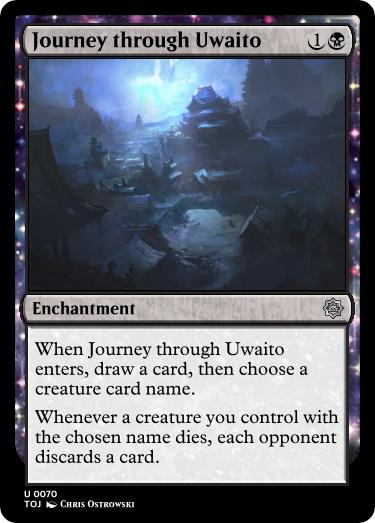 Journey through Uwaito 1
Enchantment
When Journey through Uwaito
enters, draw a card, then choose a
creature card name.
Whenever a creature you control with
the chosen name dies, each opponent
discards a card.
U 0070
TOJ Chris Ostrowski